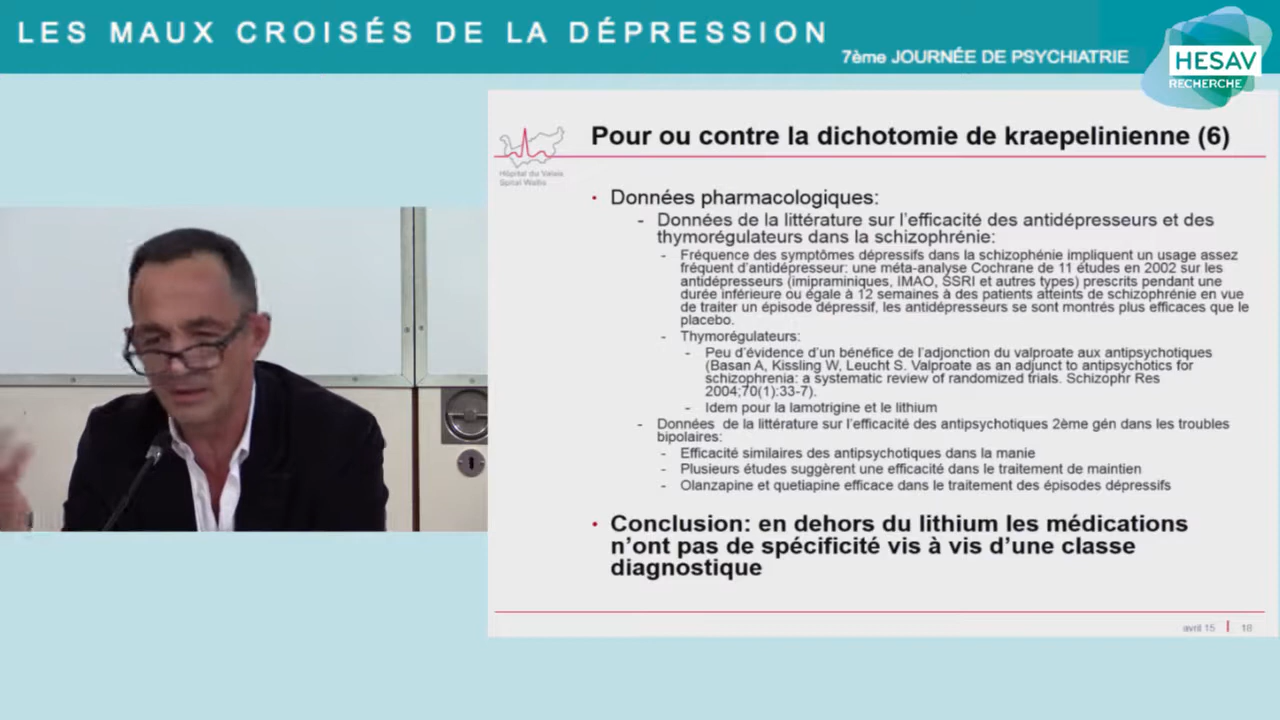 LES MAUX CROISÉS DE LA DÉPRESSION
7ème JOURNÉE DE PSYCHIATRIE
HESAV
RECHERCHE
Hôpital du Valais
Spital Wallis
Pour ou contre la dichotomie de kraepelinienne (6)
• Données pharmacologiques:
- Données de la littérature sur l'efficacité des antidépresseurs et des
thymorégulateurs dans la schizophrénie:
- Fréquence des symptômes dépressifs dans la schizophénie impliquent un usage assez
fréquent d'antidépresseur: une méta-analyse Cochrane de 11 études en 2002 sur les
antidépresseurs (imipraminiques, IMAO, SSRI et autres types) prescrits pendant une
durée inférieure ou égale à 12 semaines à des patients atteints de schizophrénie en vue
de traiter un épisode dépressif, les antidépresseurs se sont montrés plus efficaces que le
placebo.
- Thymorégulateurs:
- Peu d'évidence d'un bénéfice de l'adjonction du valproate aux antipsychotiques
(Basan A, Kissling W, Leucht S. Valproate as an adjunct to antipsychotics for
schizophrenia: a systematic review of randomized trials. Schizophr Res
2004;70(1):33-7).
- Idem pour la lamotrigine et le lithium
- Données de la littérature sur l'efficacité des antipsychotiques 2ème gén dans les troubles
bipolaires:
- Efficacité similaires des antipsychotiques dans la manie
- Plusieurs études suggèrent une efficacité dans le traitement de maintien
- Olanzapine et quetiapine efficace dans le traitement des épisodes dépressifs
• Conclusion: en dehors du lithium les médications
n'ont pas de spécificité vis à vis d'une classe
diagnostique
avril 15 | 18